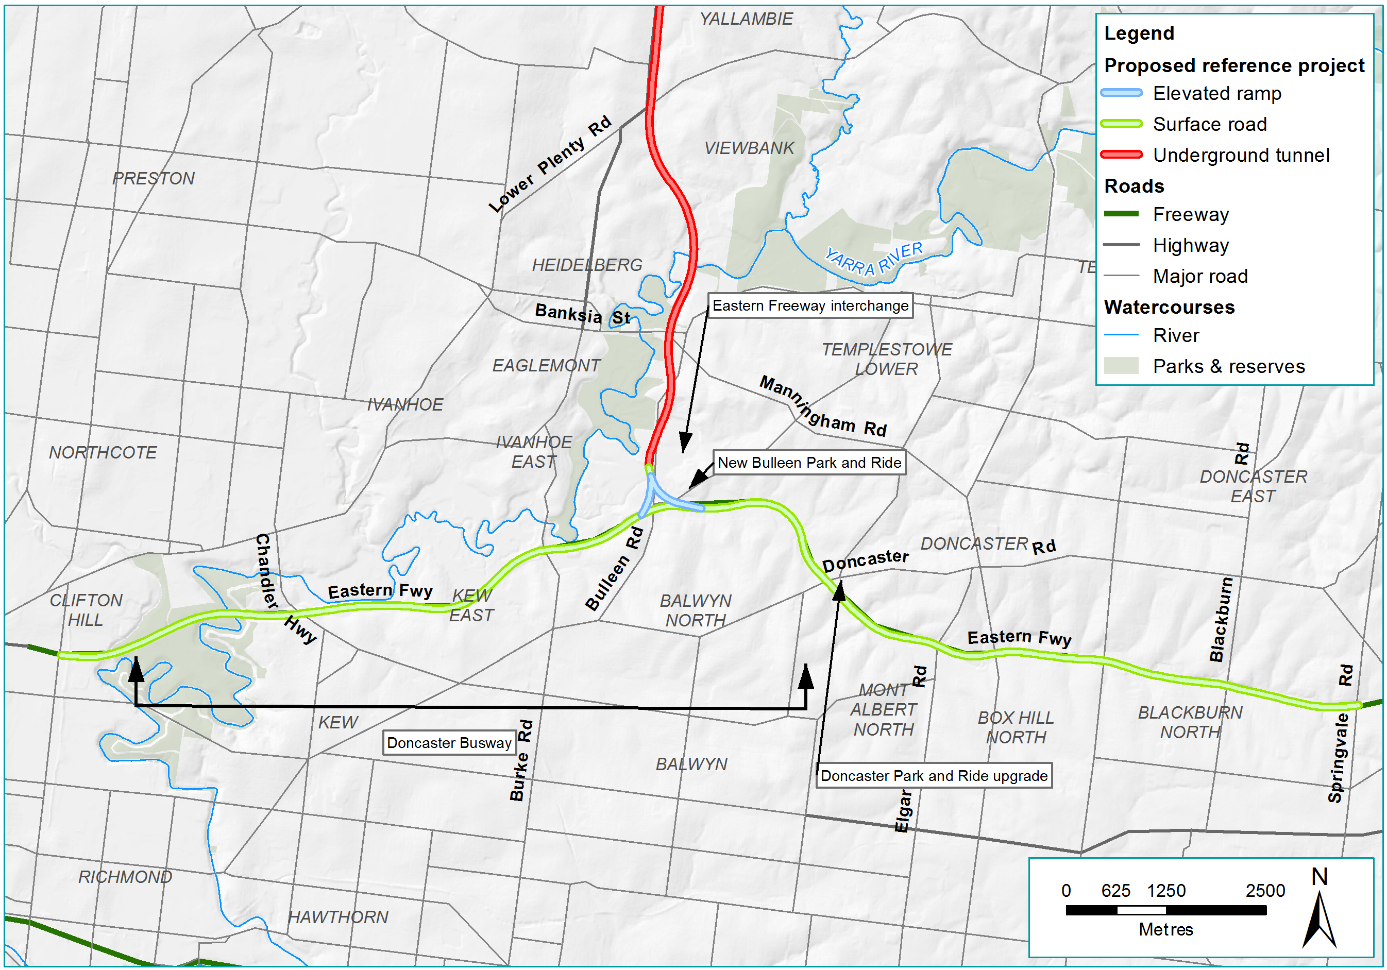 YALLAMBIE
Legend
Proposed reference project
Elevated ramp
Surface road
Underground tunnel
Roads
Freeway
Highway
Major road
Watercourses
River
Parks & reserves
Lower Plenty Rd
VIEWBANK
PRESTON
YARRA RIVER
HEIDELBERG
TE
Eastern Freeway interchange
Banksia St
TEMPLESTOWE
LOWER
EAGLEMONT
Manningham Rd
IVANHOE
IVANHOE
EAST
NORTHCOTE
New Bulleen Park and Ride
Rd
DONCASTER
EAST
Chandler
Hwy
DONCASTER
Rd
Doncaster
Bulleen Rd
Eastern Fwy
KEW
EAST
CLIFTON
HILL
BALWYN
NORTH
Blackburn
Eastern Fwy
Rd
Rd
MONT
ALBERT
NORTH
BOX HILL
NORTH
BLACKBURN
NORTH
KEW
Doncaster Busway
Burke Rd
BALWYN
Doncaster Park and Ride upgrade
Springvale
Elgar
RICHMOND
HAWTHORN
N
0 625 1250 2500
Metres